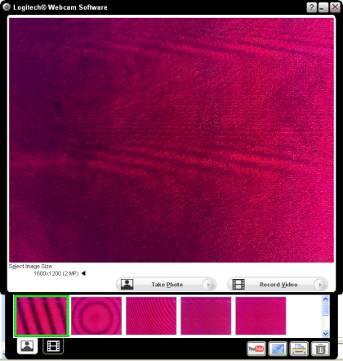 Logitech® Webcam Software
Select Image Size
1600x1200 (2 MP)
Take Photo
Record Video
YouTube